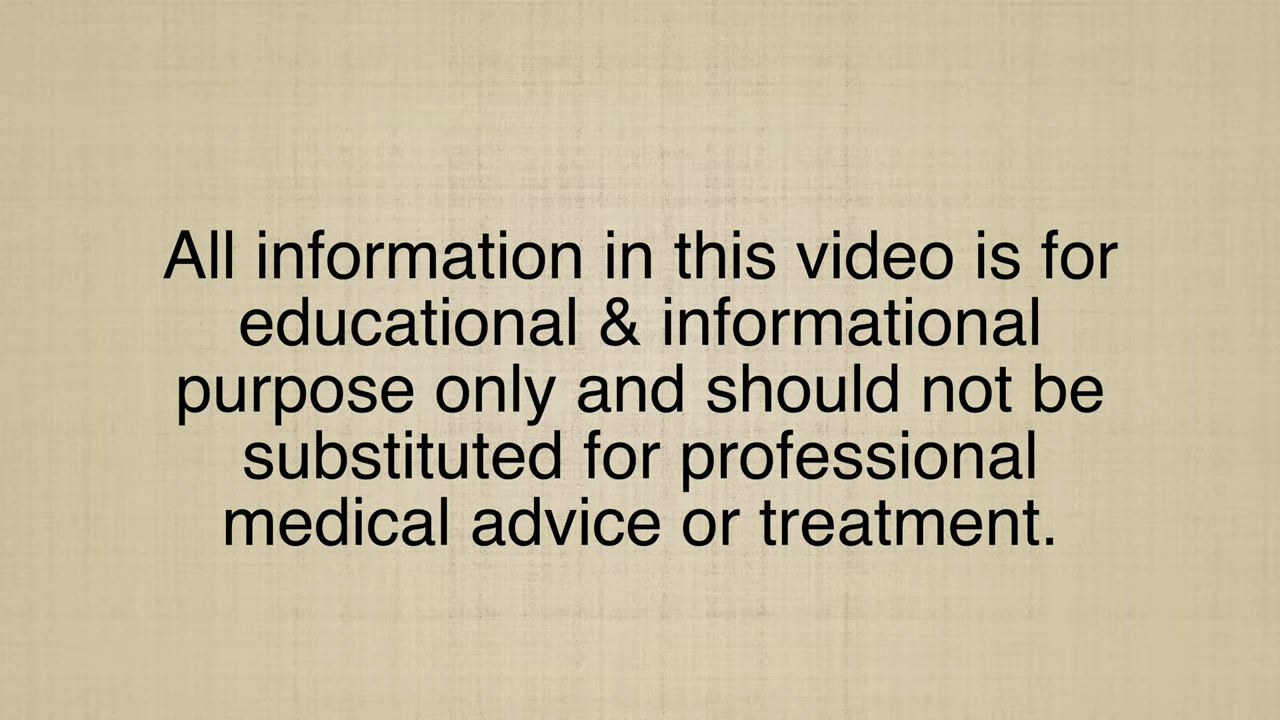 All information in this video is for
educational & informational
purpose only and should not be
substituted for professional
medical advice or treatment.